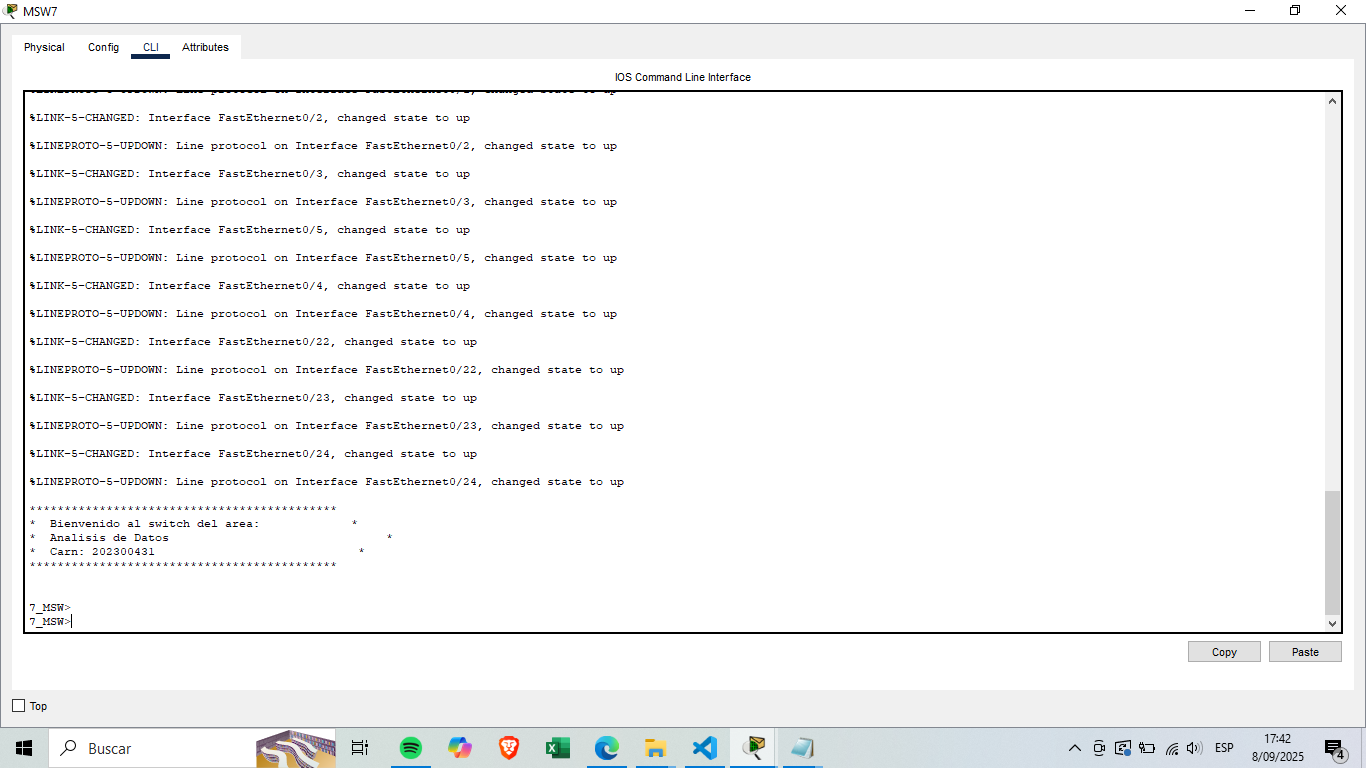 MSW7
Physical Config CLI Attributes
IOS Command Line Interface
%LINK-5-CHANGED: Interface FastEthernet0/2, changed state to up
%LINEPROTO-5-UPDOWN: Line protocol on Interface FastEthernet0/2, changed state to up
%LINK-5-CHANGED: Interface FastEthernet0/3, changed state to up
%LINEPROTO-5-UPDOWN: Line protocol on Interface FastEthernet0/3, changed state to up
%LINK-5-CHANGED: Interface FastEthernet0/5, changed state to up
%LINEPROTO-5-UPDOWN: Line protocol on Interface FastEthernet0/5, changed state to up
%LINK-5-CHANGED: Interface FastEthernet0/4, changed state to up
%LINEPROTO-5-UPDOWN: Line protocol on Interface FastEthernet0/4, changed state to up
%LINK-5-CHANGED: Interface FastEthernet0/22, changed state to up
%LINEPROTO-5-UPDOWN: Line protocol on Interface FastEthernet0/22, changed state to up
%LINK-5-CHANGED: Interface FastEthernet0/23, changed state to up
%LINEPROTO-5-UPDOWN: Line protocol on Interface FastEthernet0/23, changed state to up
%LINK-5-CHANGED: Interface FastEthernet0/24, changed state to up
%LINEPROTO-5-UPDOWN: Line protocol on Interface FastEthernet0/24, changed state to up
********************************************
* Bienvenido al switch del area: *
* Analisis de Datos *
* Carn: 202300431 *
********************************************
7_MSW>
7_MSW>
Copy Paste
Top
Buscar
ESP
17:42
8/09/2025
4